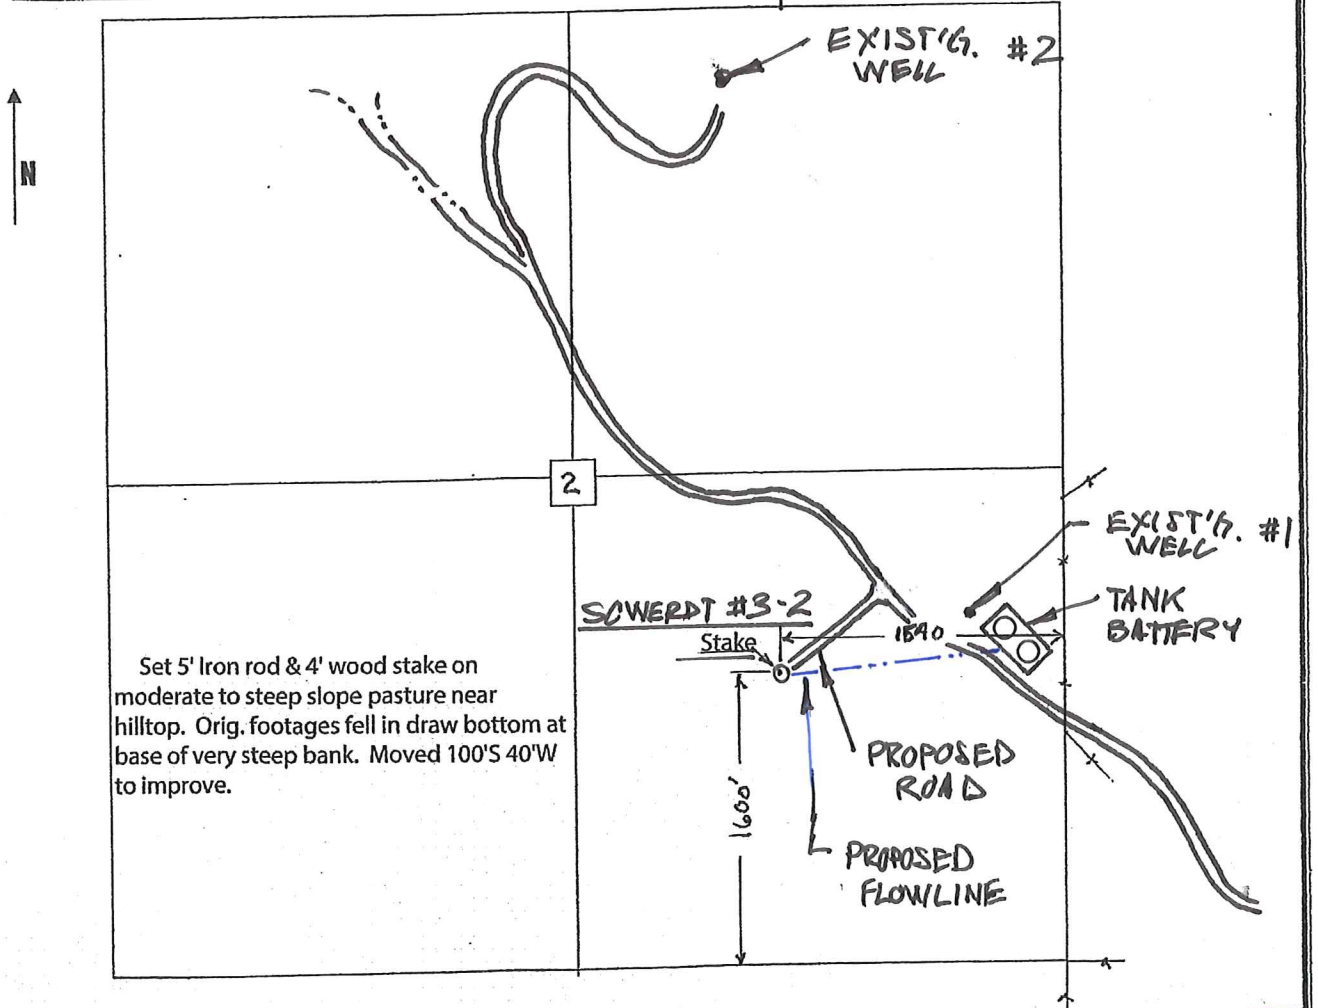 EXIST'G. #2
WELL
N
2
EXIST'G. #1
WELL
TANK
BATTERY
SCWERDT #3-2
1540
Stake
Set 5' Iron rod & 4' wood stake on
moderate to steep slope pasture near
hilltop. Orig. footages fell in draw bottom at
base of very steep bank. Moved 100'S 40'W
to improve.
PROPOSED
ROAD
1600'
PROPOSED
FLOWLINE